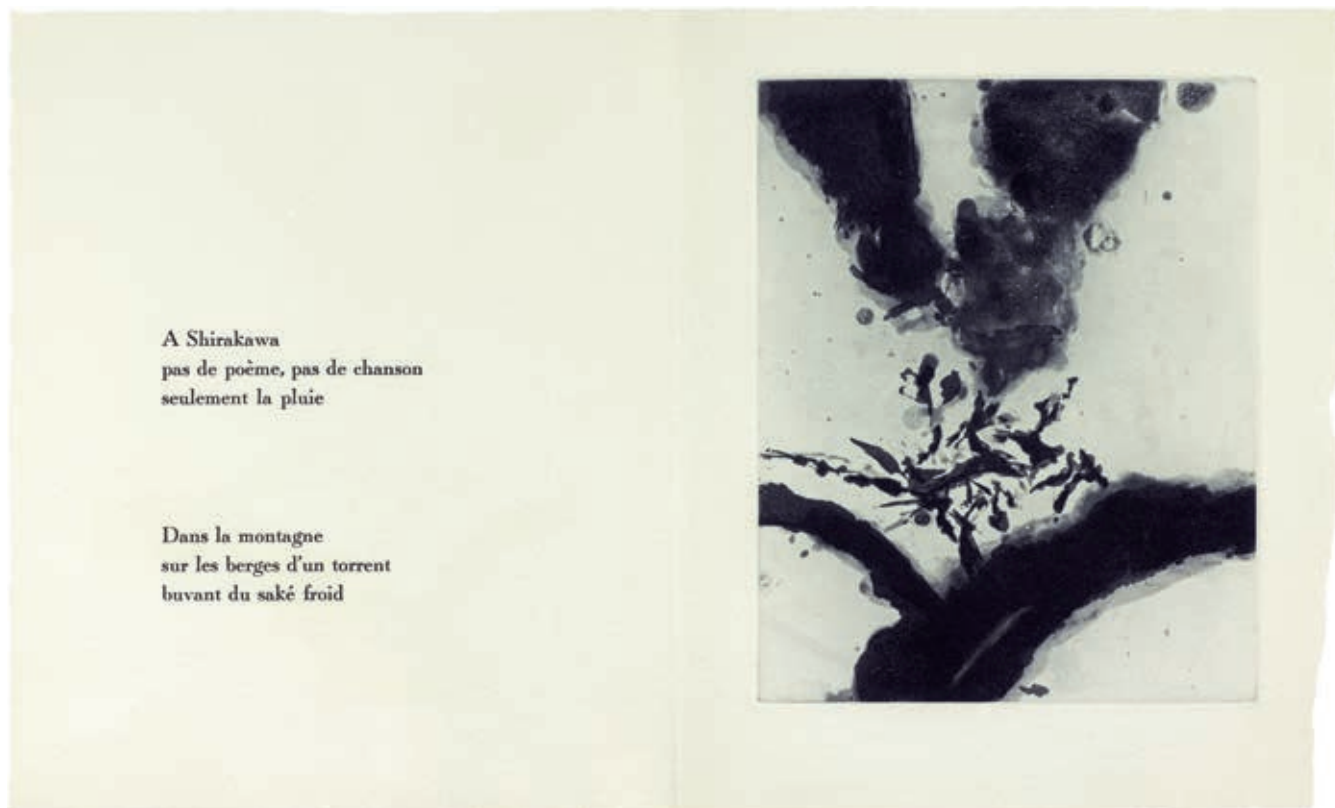 A Shirakawa
pas de poème, pas de chanson
seulement la pluie
Dans la montagne
sur les berges d'un torrent
buvant du saké froid